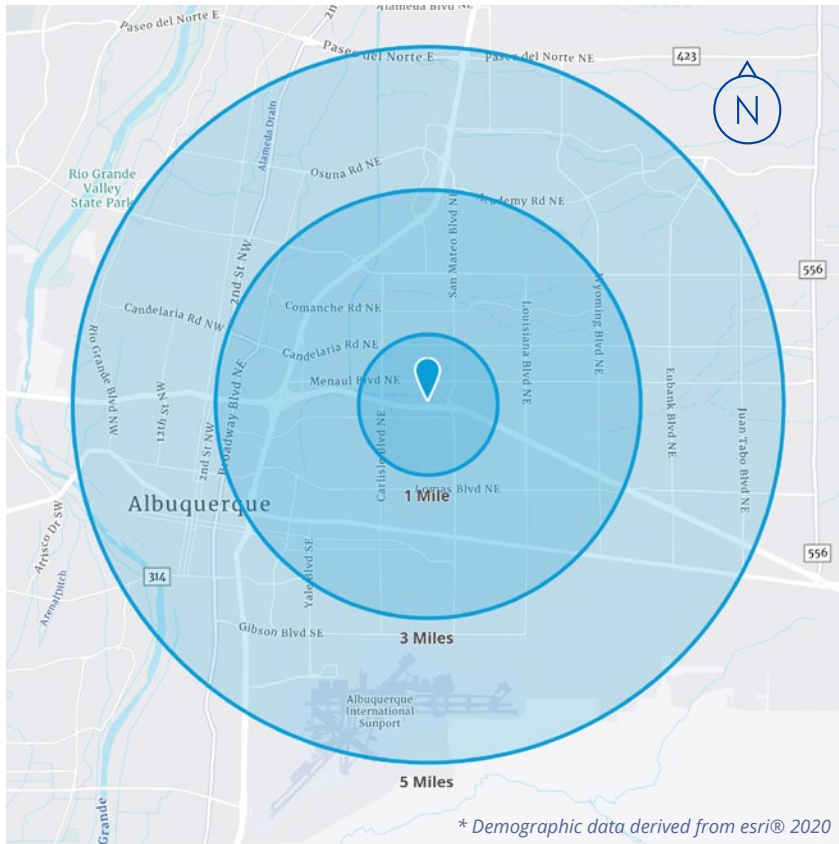 Alameda Blvd NE
Paseo del Norte E
2n
Paseo del Norte E
Paseo del Norte NE
423
N
Alameda Drain
Osuna Rd NE
Rio Grande
Valley
State Park
Academy Rd NE
San Mateo Blvd NE
2nd St NW
556
Candelaria Rd NW
Comanche Rd NE
Louisiana Blvd NE
Wyoming Blvd NE
Rio Grande Blvd NW
Candelaria Rd NE
Menaul Blvd NE
12th St NW
Broadway Blvd NE
Eubank Blvd NE
Juan Tabo Blvd NE
2nd St NW
Carlisle Blvd NE
Lomas Blvd NE
1 Mile
Albuquerque
Atrisco Dr SW
556
314
Yale Blvd SE
Arenal Ditch
Gibson Blvd SE
3 Miles
Albuquerque
International
Sunport
5 Miles
Grande
* Demographic data derived from esri® 2020